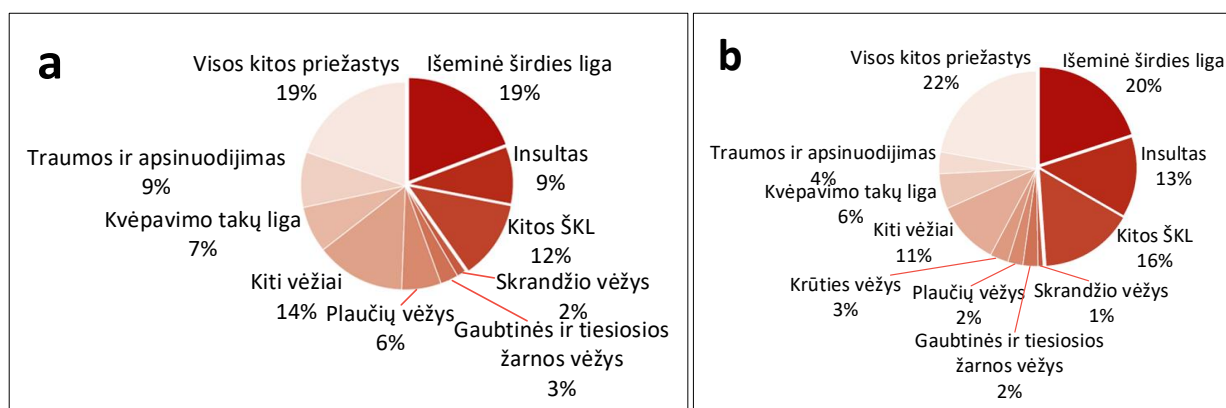 a
Visos kitos priežastys
19%
Išeminė širdies liga
19%
Insultas
9%
Kitos ŠKL
12%
Skrandžio vėžys
2%
Gaubtinės ir tiesiosios
žarnos vėžys
3%
Plaučių vėžys
6%
Kiti vėžiai
14%
Kvėpavimo takų liga
7%
Traumos ir apsinuodijimas
9%
b
Visos kitos priežastys
22%
Išeminė širdies liga
20%
Insultas
13%
Kitos ŠKL
16%
Skrandžio vėžys
1%
Gaubtinės ir tiesiosios
žarnos vėžys
2%
Plaučių vėžys
2%
Krūties vėžys
3%
Kiti vėžiai
11%
Kvėpavimo takų liga
6%
Traumos ir apsinuodijimas
4%